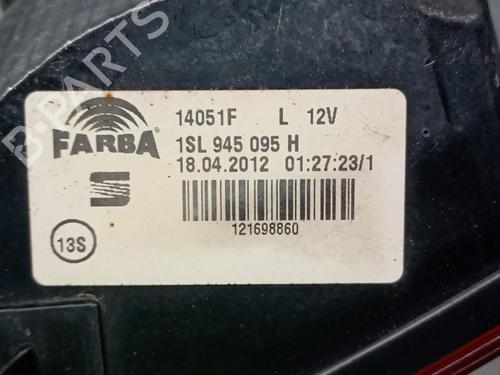 14051F L 12V
FARBA
1SL 945 095 H
18.04.2012 01:27:23/1
13S
121698860
B-PARTS